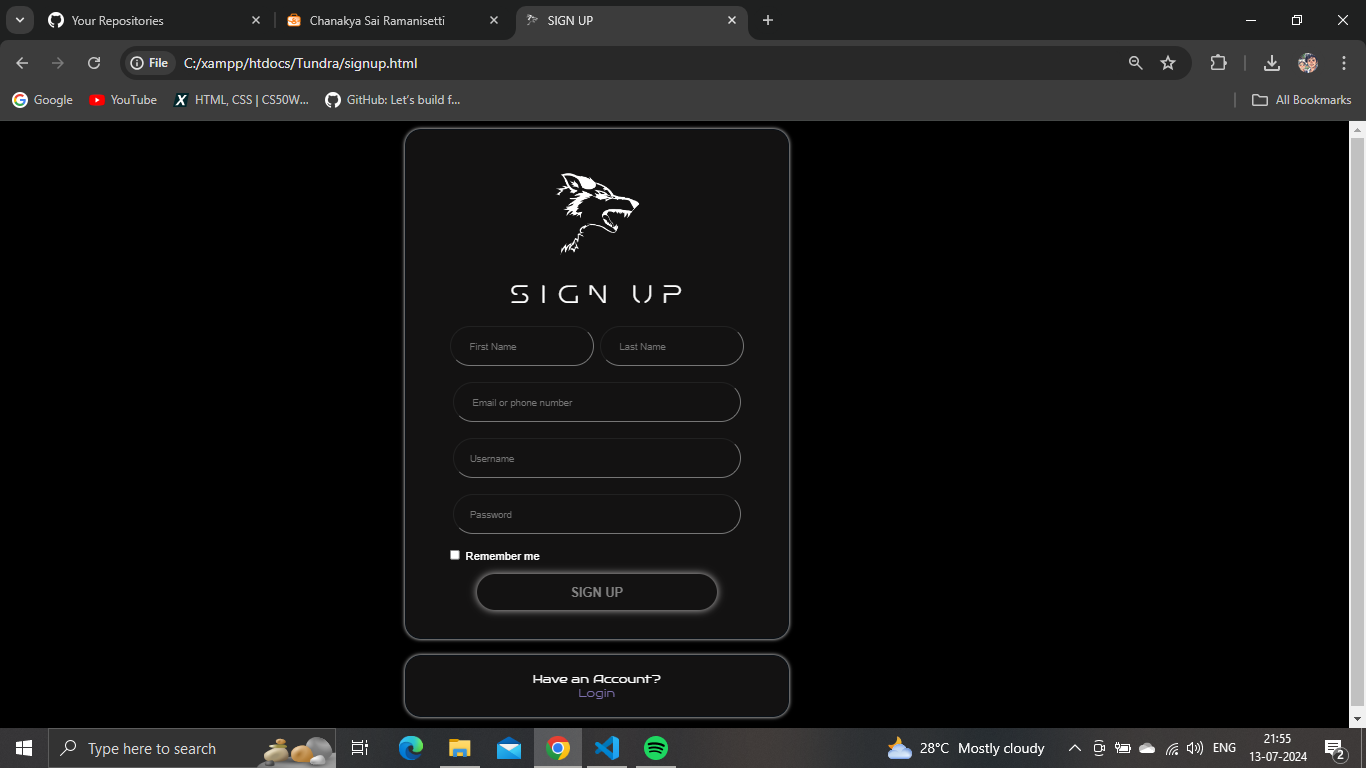 Your Repositories
Chanakya Sai Ramanisetti
SIGN UP
File
C:/xampp/htdocs/Tundra/signup.html
Google
YouTube
HTML, CSS | CS50W...
GitHub: Let's build f...
All Bookmarks
SIGN UP
First Name
Last Name
Email or phone number
Username
Password
Remember me
SIGN UP
Have an Account?
Login
Type here to search
28°C Mostly cloudy
ENG
21:55
13-07-2024
2